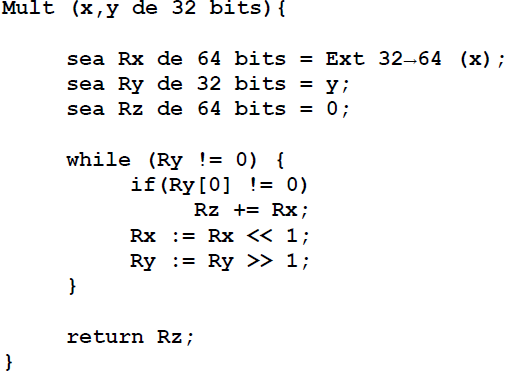 Mult (x,y de 32 bits){
sea Rx de 64 bits = Ext 32→64 (x);
sea Ry de 32 bits = y;
sea Rz de 64 bits = 0;
while (Ry != 0) {
if(Ry[0] != 0)
Rz += Rx;
Rx := Rx << 1;
Ry := Ry >> 1;
}
return Rz;
}